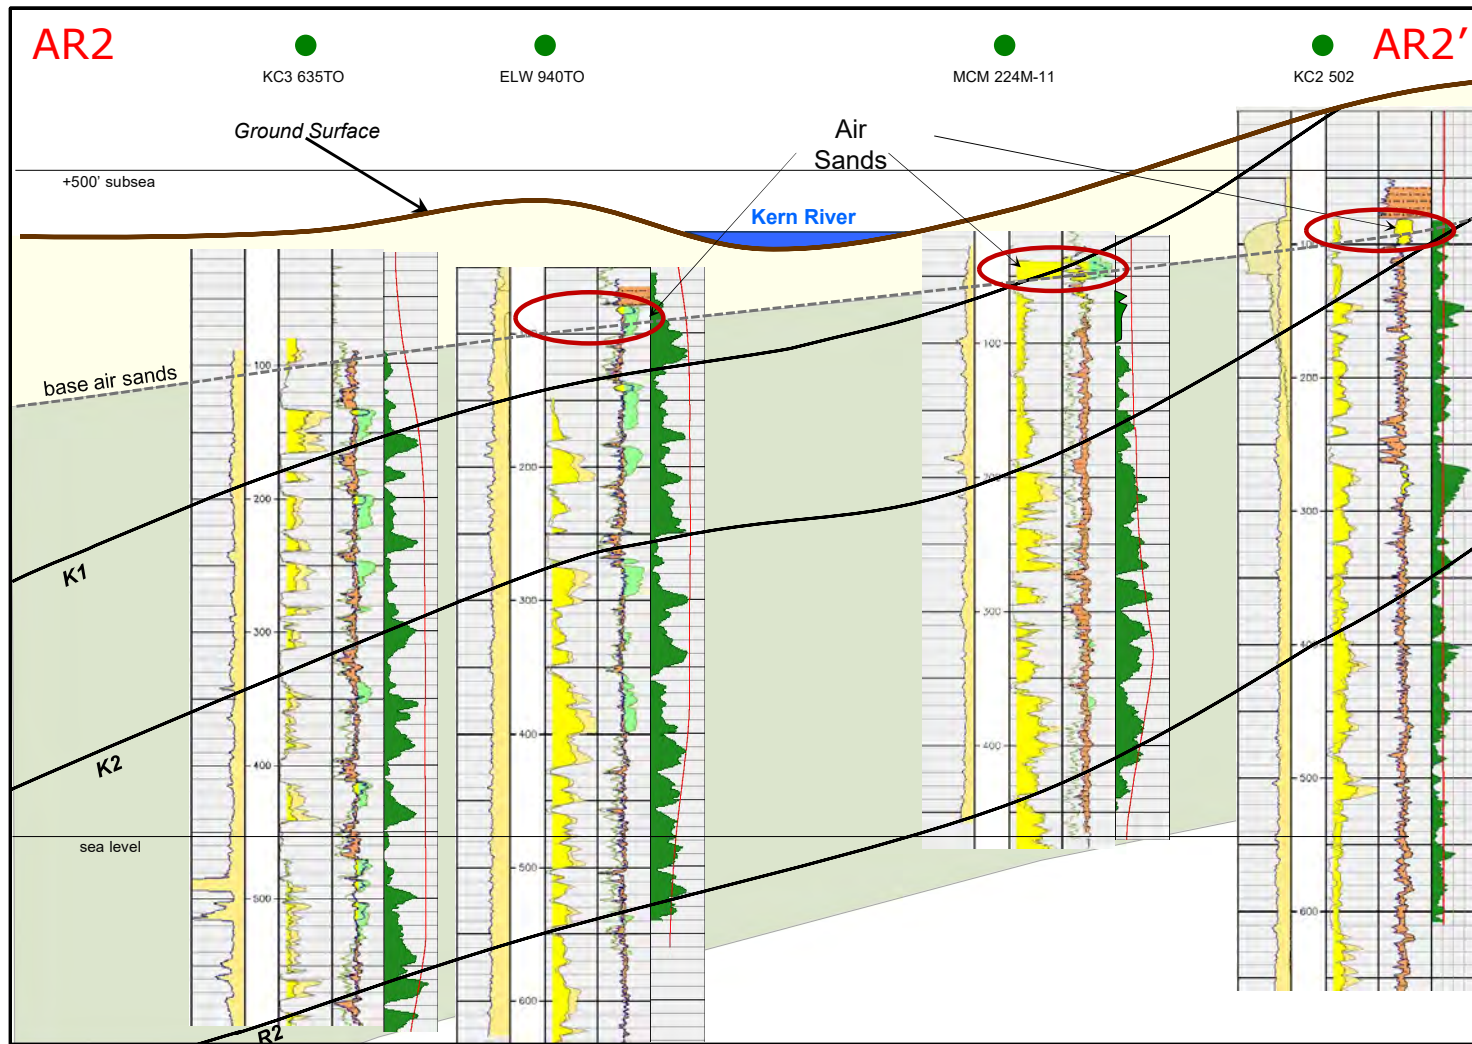 AR2
AR2'
KC3 635TO
ELW 940TO
MCM 224M-11
KC2 502
Ground Surface
Air
Sands
+500' subsea
Kern River
base air sands
K1
K2
R2
sea level
100
200
300
400
500
200
300
400
500
600
100
200
300
400
100
200
300
400
500
600